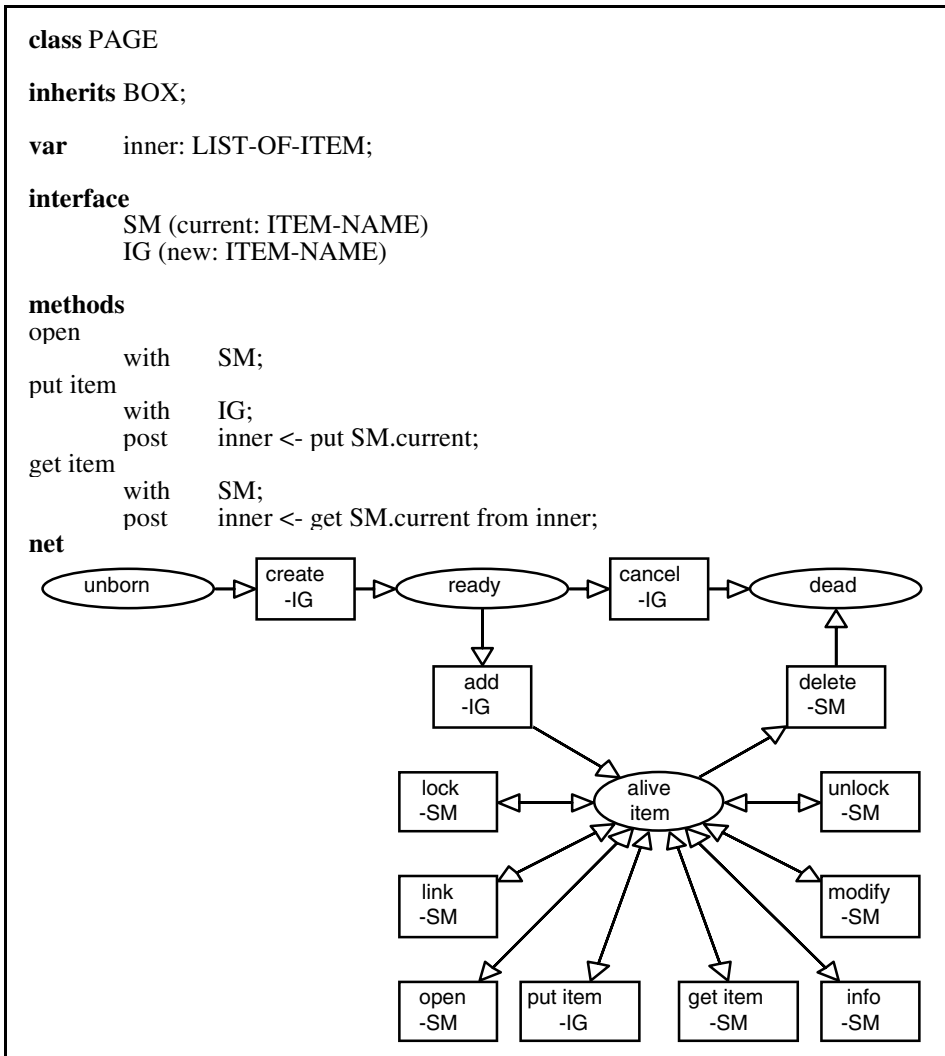 class PAGE
inherits BOX;
var inner: LIST-OF-ITEM;
interface
SM (current: ITEM-NAME)
IG (new: ITEM-NAME)
methods
open
with SM;
put item
with IG;
post inner <- put SM.current;
get item
with SM;
post inner <- get SM.current from inner;
net
unborn
create
-IG
ready
cancel
-IG
dead
add
-IG
delete
-SM
lock
-SM
alive
item
unlock
-SM
link
-SM
modify
-SM
open
-SM
put item
-IG
get item
-SM
info
-SM